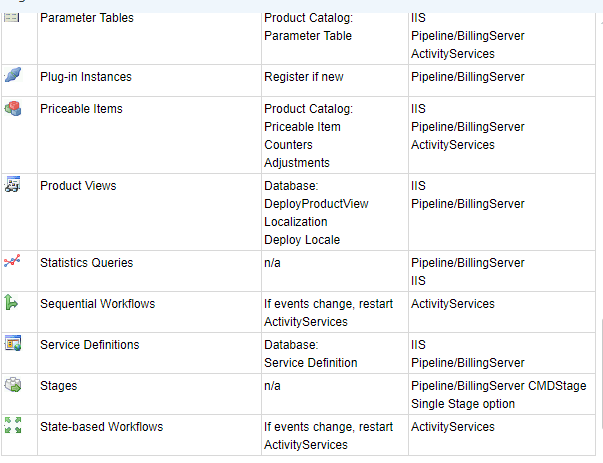 Parameter Tables
Product Catalog:
Parameter Table
IIS
Pipeline/BillingServer
ActivityServices
Plug-in Instances
Register if new
Pipeline/BillingServer
Priceable Items
Product Catalog:
Priceable Item
Counters
Adjustments
IIS
Pipeline/BillingServer
ActivityServices
Product Views
Database:
DeployProductView
Localization
Deploy Locale
IIS
Pipeline/BillingServer
Statistics Queries
n/a
Pipeline/BillingServer
IIS
Sequential Workflows
If events change, restart
ActivityServices
ActivityServices
Service Definitions
Database:
Service Definition
IIS
Pipeline/BillingServer
Stages
n/a
Pipeline/BillingServer CMDStage
Single Stage option
State-based Workflows
If events change, restart
ActivityServices
ActivityServices